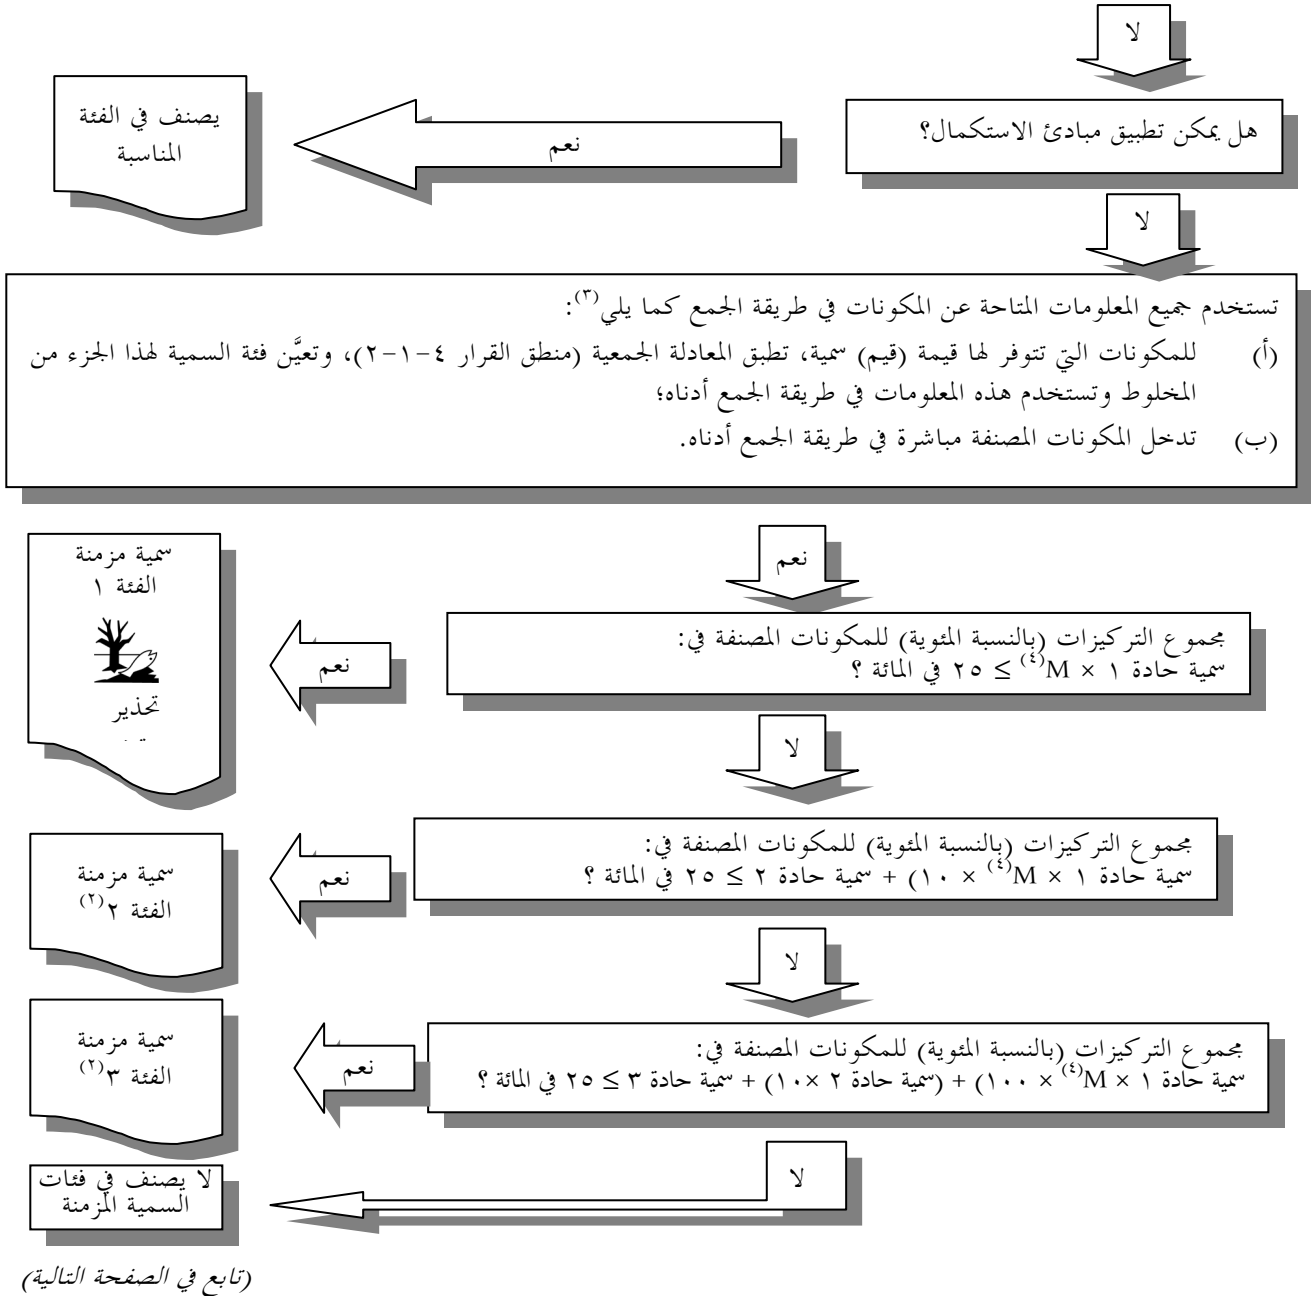 لا
هل يمكن تطبيق مبادئ الاستكمال؟
نعم
يصنف في الفئة
المناسبة
لا
تستخدم جميع المعلومات المتاحة عن المكونات في طريقة الجمع كما يلي(٣):
(أ) للمكونات التي تتوفر لها قيمة (قيم) سمية، تطبق المعادلة الجمعية (منطق القرار ٤-١-٢)، وتعيَّن فئة السمية لهذا الجزء من
المخلوط وتستخدم هذه المعلومات في طريقة الجمع أدناه؛
(ب) تدخل المكونات المصنفة مباشرة في طريقة الجمع أدناه.
نعم
مجموع التركيزات (بالنسبة المئوية) للمكونات المصنفة في:
سمية حادة ١ × M(٤) ≥ ٢٥ في المائة ؟
نعم
سمية مزمنة
الفئة ١
تحذير
لا
مجموع التركيزات (بالنسبة المئوية) للمكونات المصنفة في:
سمية حادة ١ × M(٤) × ١٠) + سمية حادة ٢ ≥ ٢٥ في المائة ؟
نعم
سمية مزمنة
الفئة ٢(٢)
لا
مجموع التركيزات (بالنسبة المئوية) للمكونات المصنفة في:
سمية حادة ١ × M(٤) × ١٠٠) + (سمية حادة ٢ ×١٠) + سمية حادة ٣ ≥ ٢٥ في المائة ؟
نعم
سمية مزمنة
الفئة ٣(٢)
لا
لا يصنف في فئات
السمية المزمنة
(تابع في الصفحة التالية)